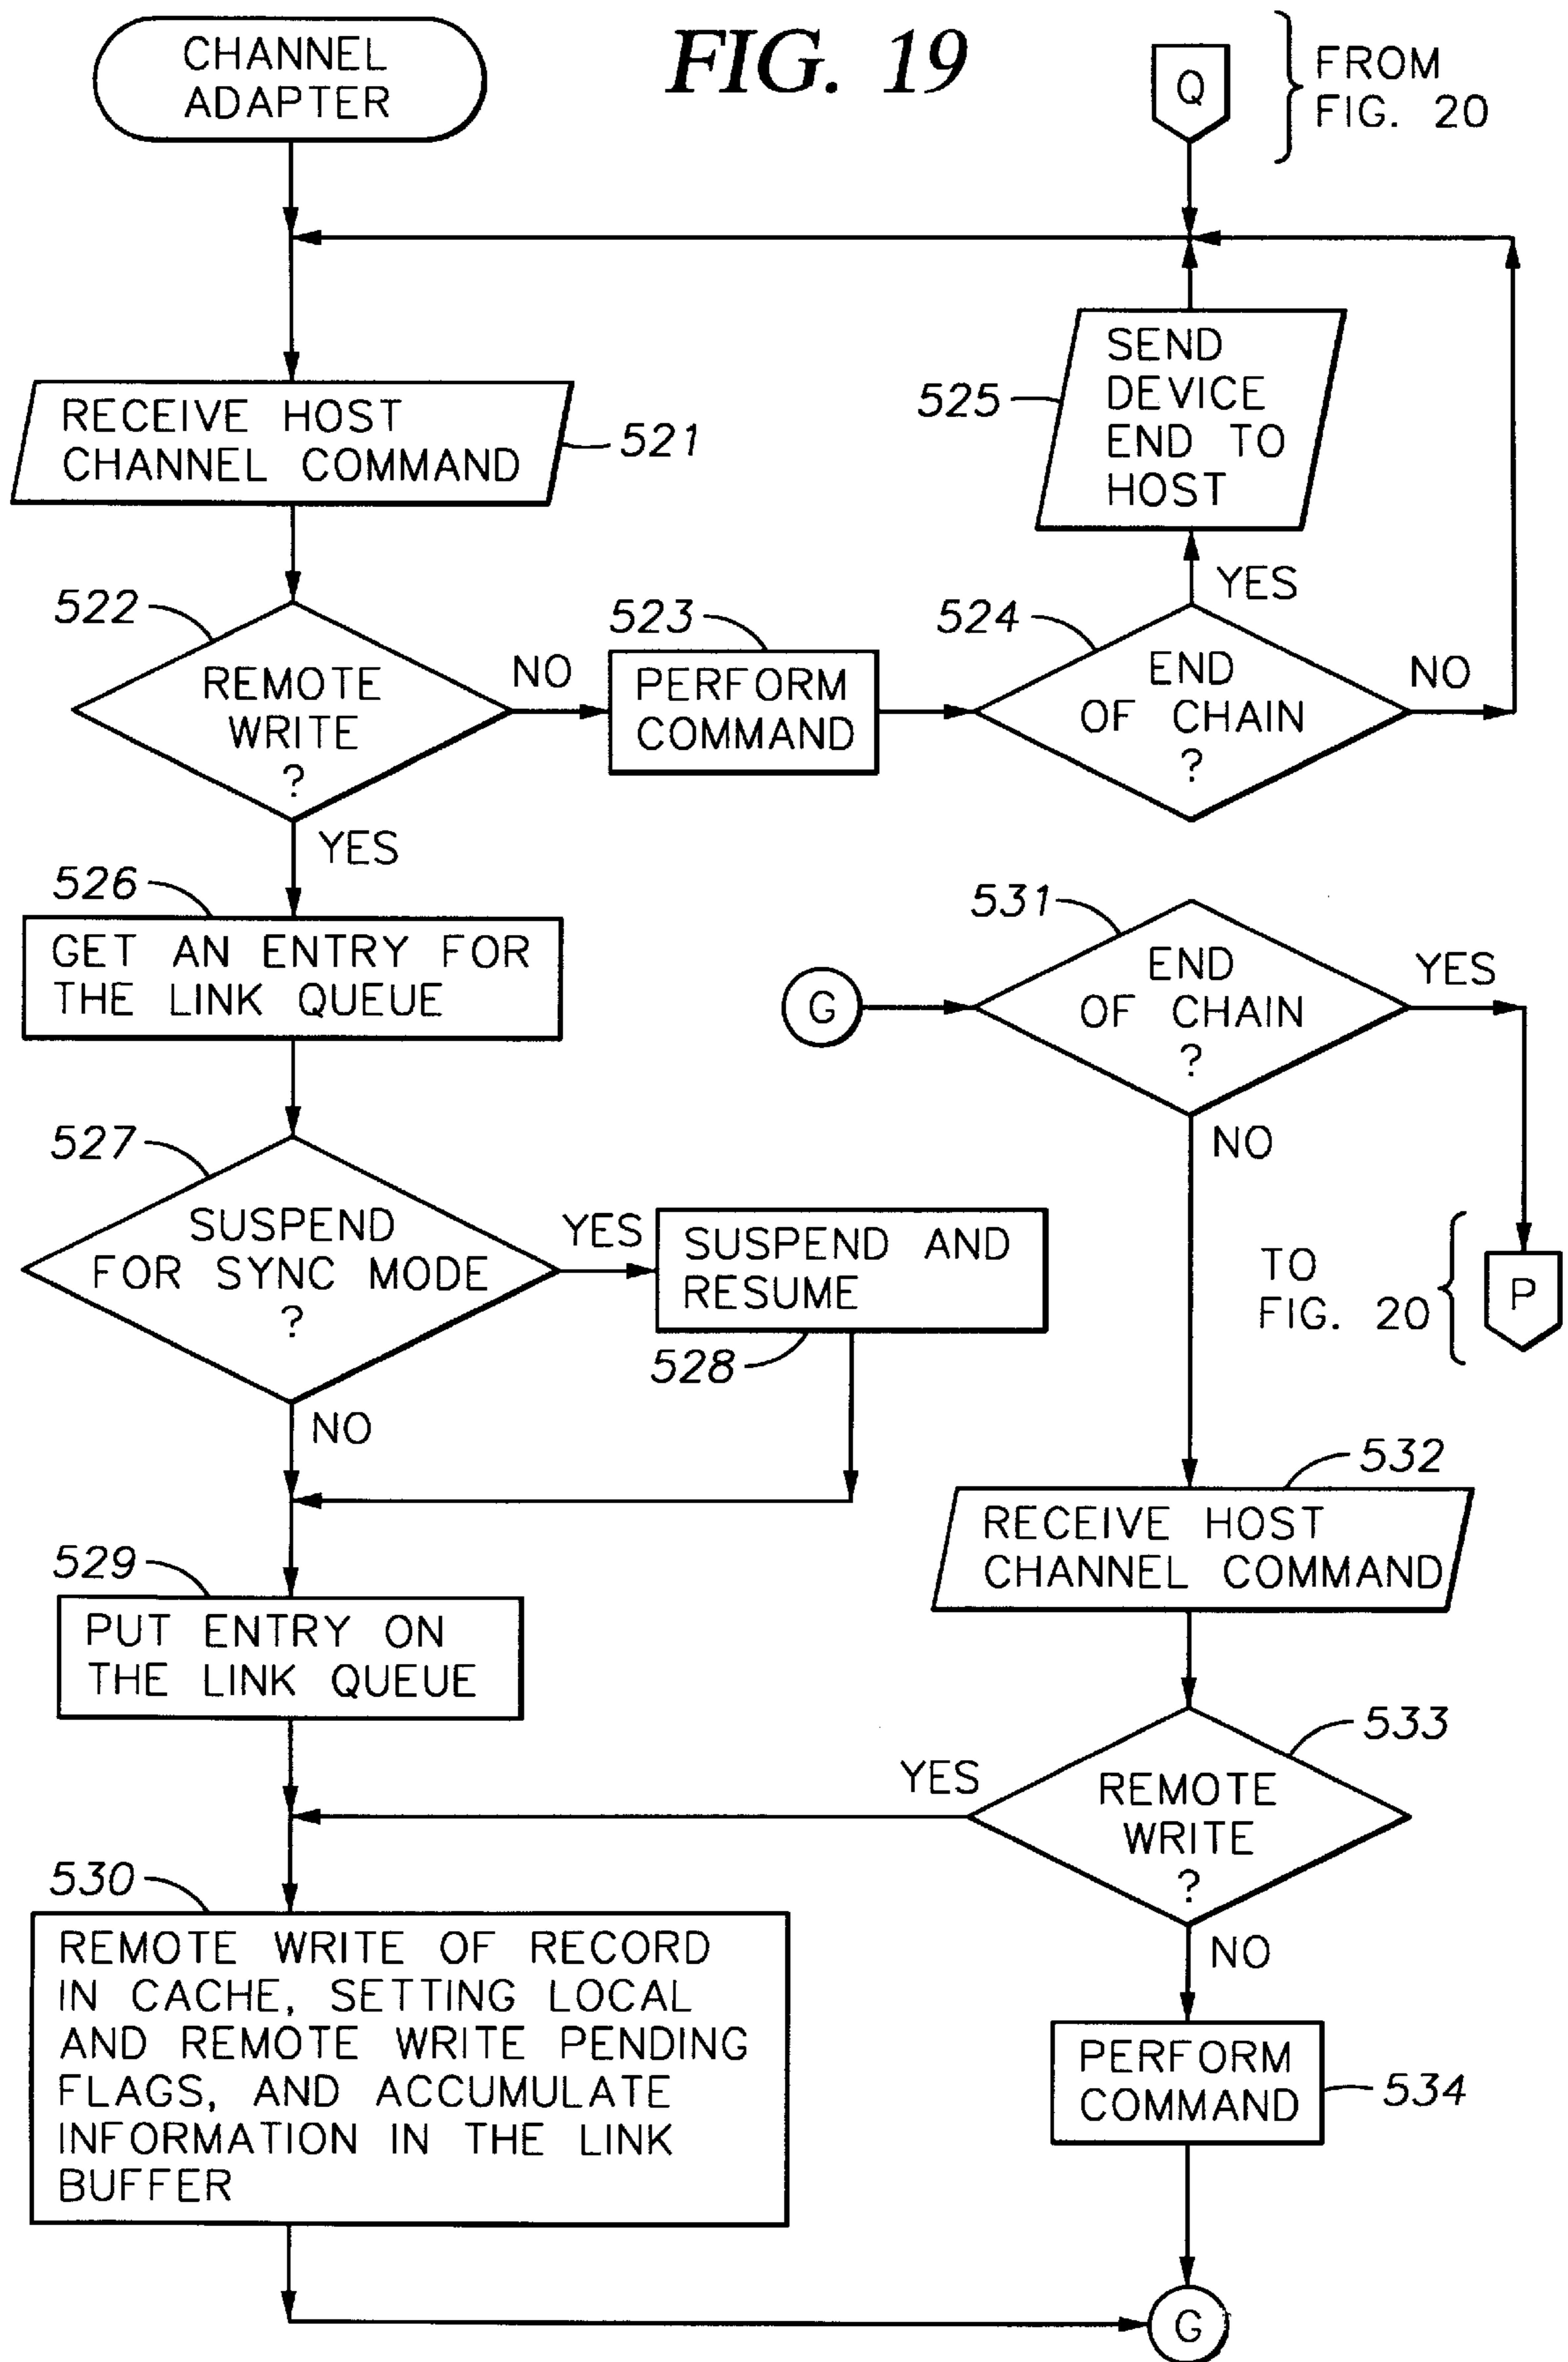 FIG. 19
CHANNEL
ADAPTER
Q
FROM
FIG. 20
RECEIVE HOST
CHANNEL COMMAND
521
525
SEND
DEVICE
END TO
HOST
522
REMOTE
WRITE
?
NO
YES
523
PERFORM
COMMAND
524
END
OF CHAIN
?
YES
NO
526
GET AN ENTRY FOR
THE LINK QUEUE
527
SUSPEND
FOR SYNC MODE
?
YES
NO
SUSPEND AND
RESUME
528
529
PUT ENTRY ON
THE LINK QUEUE
530
REMOTE WRITE OF RECORD
IN CACHE, SETTING LOCAL
AND REMOTE WRITE PENDING
FLAGS, AND ACCUMULATE
INFORMATION IN THE LINK
BUFFER
G
531
END
OF CHAIN
?
YES
NO
TO
FIG. 20
P
532
RECEIVE HOST
CHANNEL COMMAND
533
REMOTE
WRITE
?
YES
NO
PERFORM
COMMAND
534
G